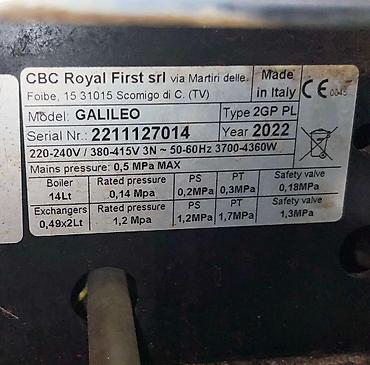 CBC Royal First srl via Martiri delle
Foibe, 15 31015 Scomigo di C. (TV)
Made
in Italy
CE 0045
Model: GALILEO Type 2GP PL
Serial Nr.: 2211127014 Year 2022
220-240V / 380-415V 3N ~ 50-60Hz 3700-4360W
Mains pressure: 0,5 MPa MAX
Boiler Rated pressure PS PT Safety valve
14Lt 0,14 Mpa 0,2MPa 0,3MPa 0,18MPa
Exchangers Rated pressure PS PT Safety valve
0,49x2Lt 1,2 Mpa 1,2MPa 1,7MPa 1,3MPa